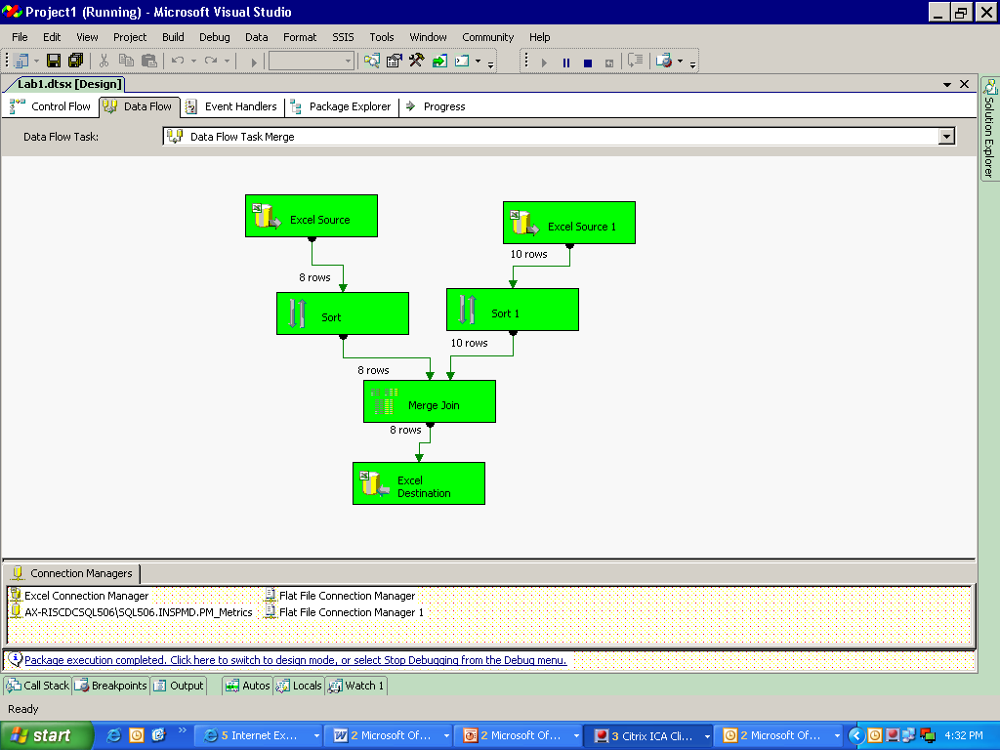 Project1 (Running) - Microsoft Visual Studio
File Edit View Project Build Debug Data Format SSIS Tools Window Community Help
Lab1.dtsx [Design]
Control Flow Data Flow Event Handlers Package Explorer Progress
Solution Explorer
Data Flow Task: Data Flow Task Merge
Excel Source
Excel Source 1
10 rows
8 rows
Sort
Sort 1
10 rows
8 rows
Merge Join
8 rows
Excel
Destination
Connection Managers
Excel Connection Manager Flat File Connection Manager
AX-RISCDCSQL506\SQL506.INSPMD.PM_Metrics Flat File Connection Manager 1
Package execution completed. Click here to switch to design mode, or select Stop Debugging from the Debug menu.
Call Stack Breakpoints Output Autos Locals Watch 1
Ready
start 5 Internet Ex... 2 Microsoft Of... 2 Microsoft Of... 3 Citrix ICA Cli... 2 Microsoft Of... 4:32 PM